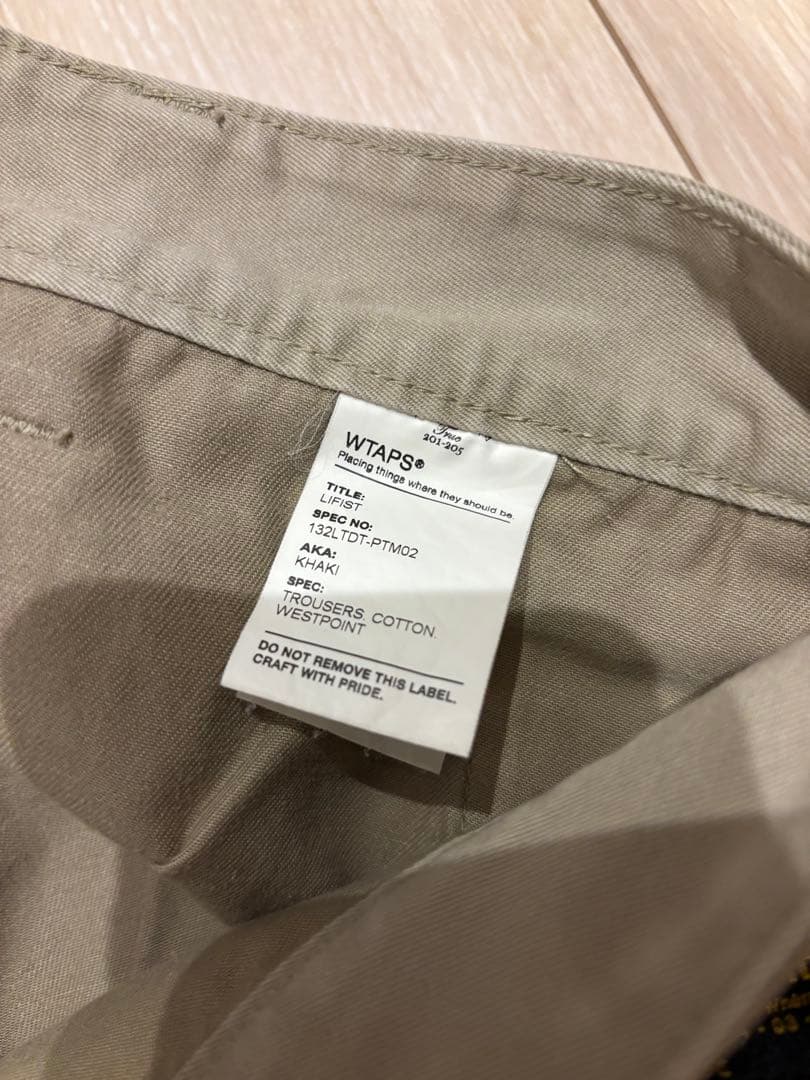 True
201-205
WTAPS®
Placing things where they should be.
TITLE:
LIFIST
SPEC NO:
132LTDT-PTM02
AKA:
KHAKI
SPEC:
TROUSERS. COTTON.
WESTPOINT
DO NOT REMOVE THIS LABEL.
CRAFT WITH PRIDE.